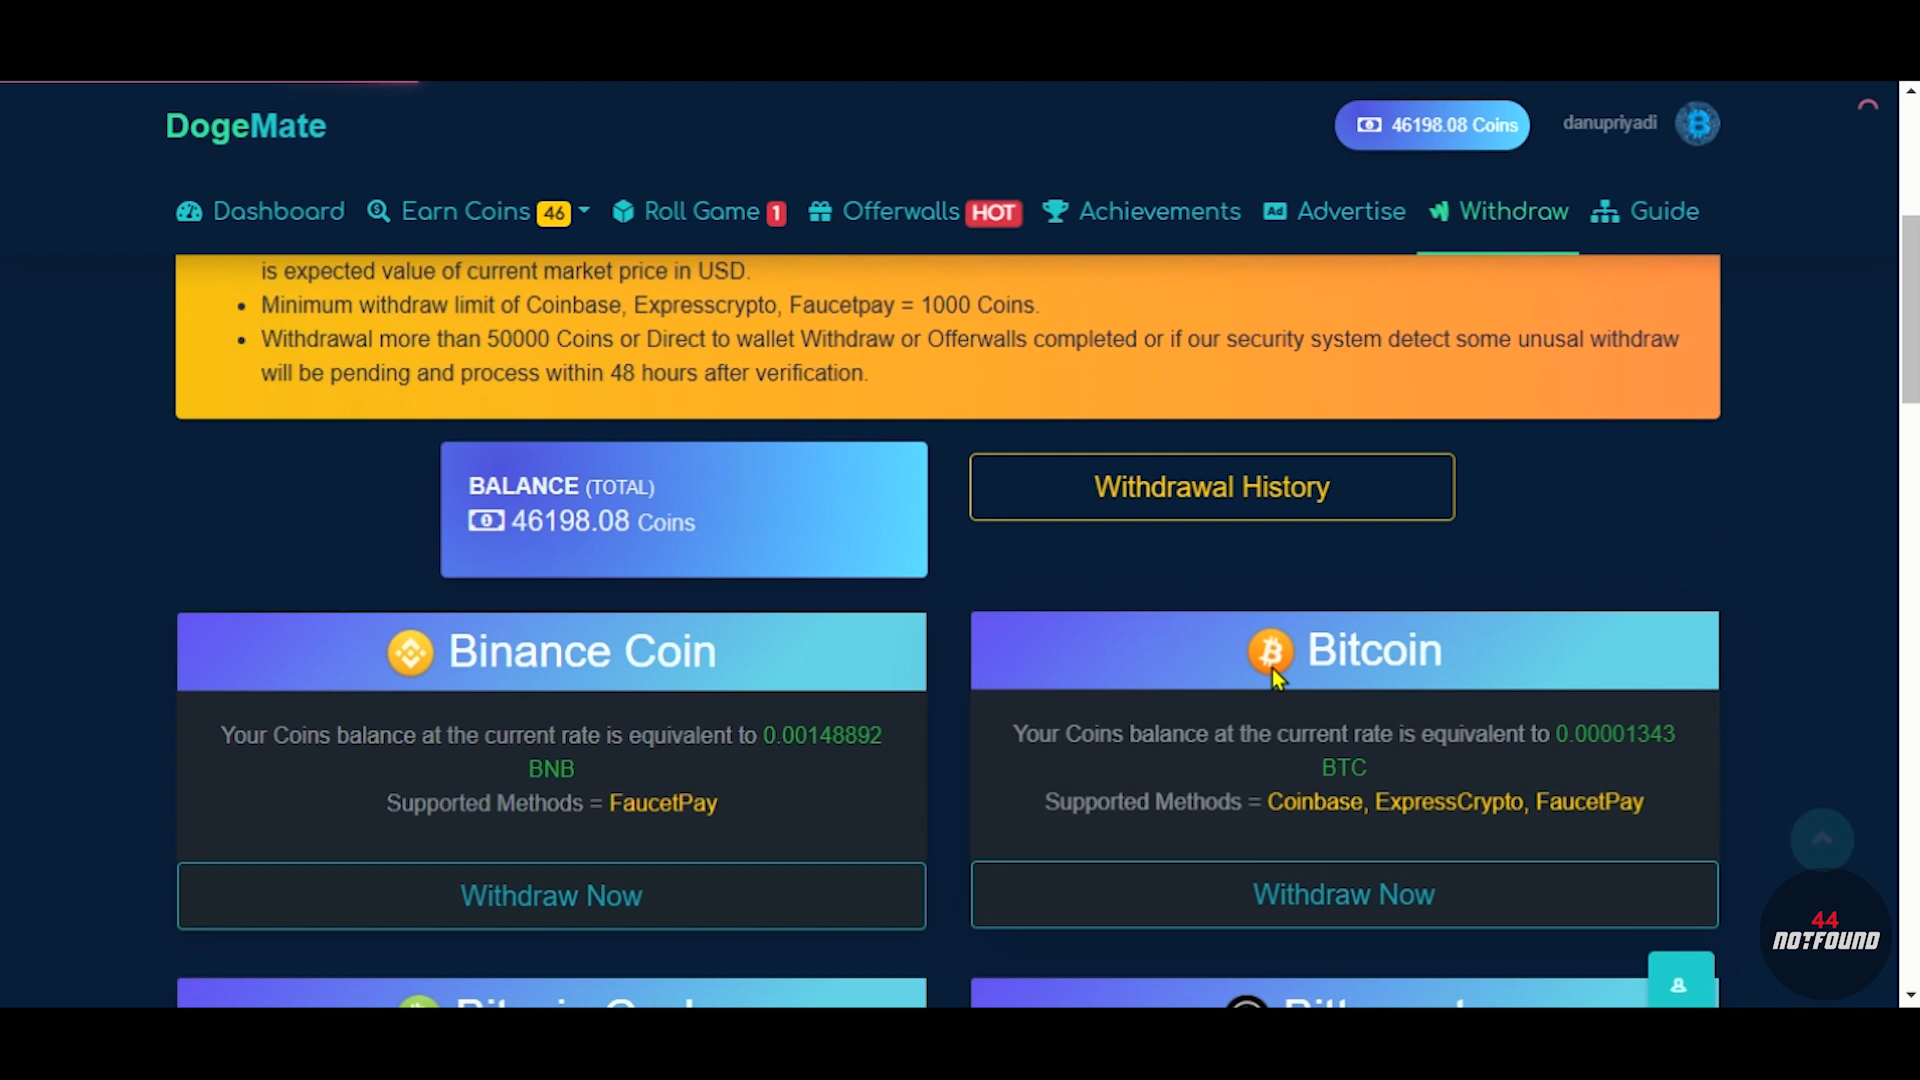 DogeMate
46198.08 Coins
danupriyadi
Dashboard Earn Coins 46 Roll Game 1 Offerwalls HOT Achievements Ad Advertise Withdraw Guide
is expected value of current market price in USD.
• Minimum withdraw limit of Coinbase, Expresscrypto, Faucetpay = 1000 Coins.
• Withdrawal more than 50000 Coins or Direct to wallet Withdraw or Offerwalls completed or if our security system detect some unusal withdraw
will be pending and process within 48 hours after verification.
BALANCE (TOTAL)
46198.08 Coins
Withdrawal History
Binance Coin
Your Coins balance at the current rate is equivalent to 0.00148892
BNB
Supported Methods = FaucetPay
Withdraw Now
Bitcoin
Your Coins balance at the current rate is equivalent to 0.00001343
BTC
Supported Methods = Coinbase, ExpressCrypto, FaucetPay
Withdraw Now
44
NOTFOUND